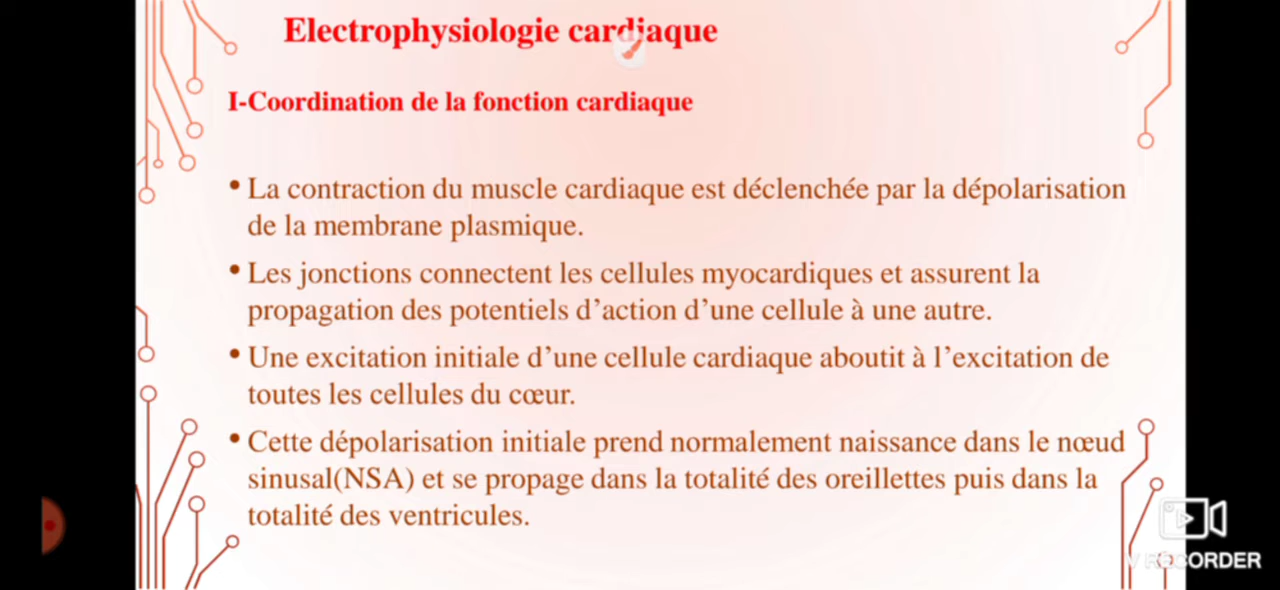 Electrophysiologie cardiaque
I-Coordination de la fonction cardiaque
• La contraction du muscle cardiaque est déclenchée par la dépolarisation
de la membrane plasmique.
• Les jonctions connectent les cellules myocardiques et assurent la
propagation des potentiels d’action d’une cellule à une autre.
• Une excitation initiale d’une cellule cardiaque aboutit à l’excitation de
toutes les cellules du cœur.
• Cette dépolarisation initiale prend normalement naissance dans le nœud
sinusal(NSA) et se propage dans la totalité des oreillettes puis dans la
totalité des ventricules.
V RECORDER